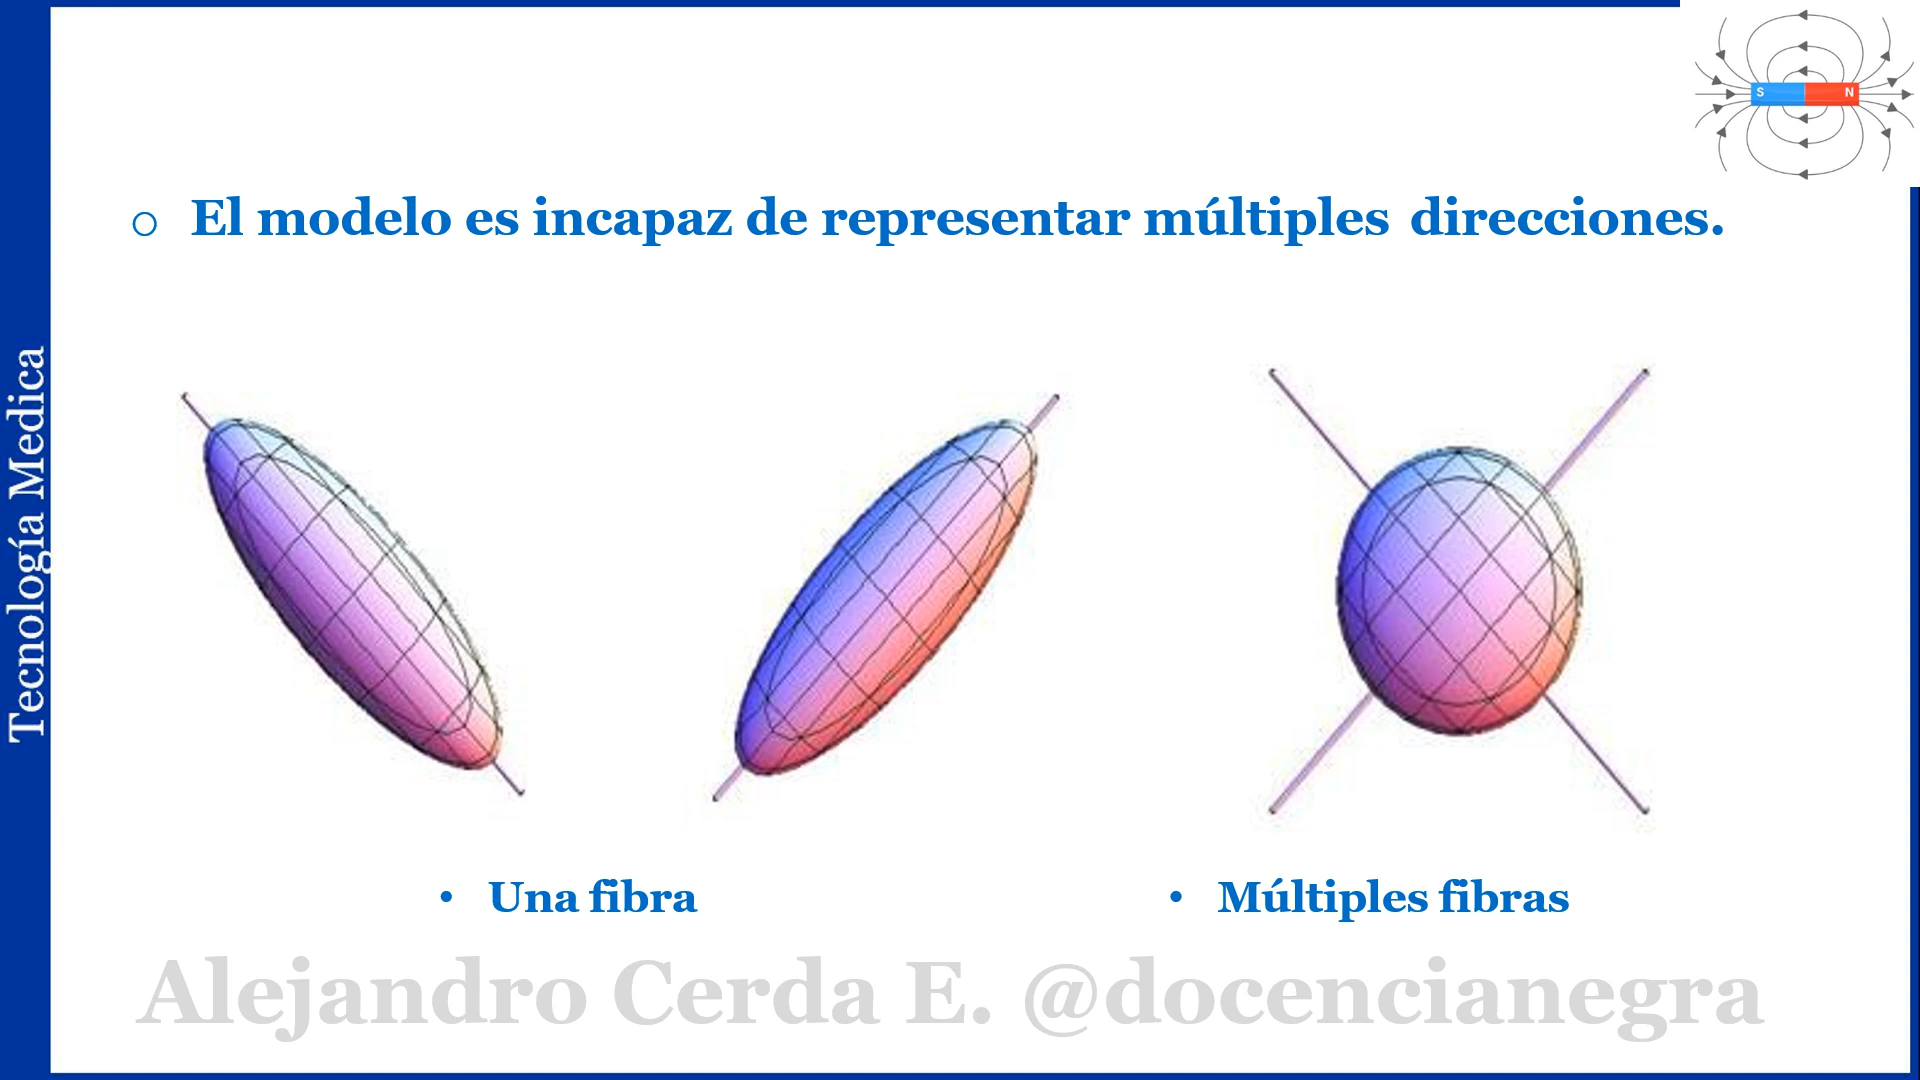 S N
El modelo es incapaz de representar múltiples direcciones.
Tecnología Medica
Una fibra
Múltiples fibras
Alejandro Cerda E. @docencianegra